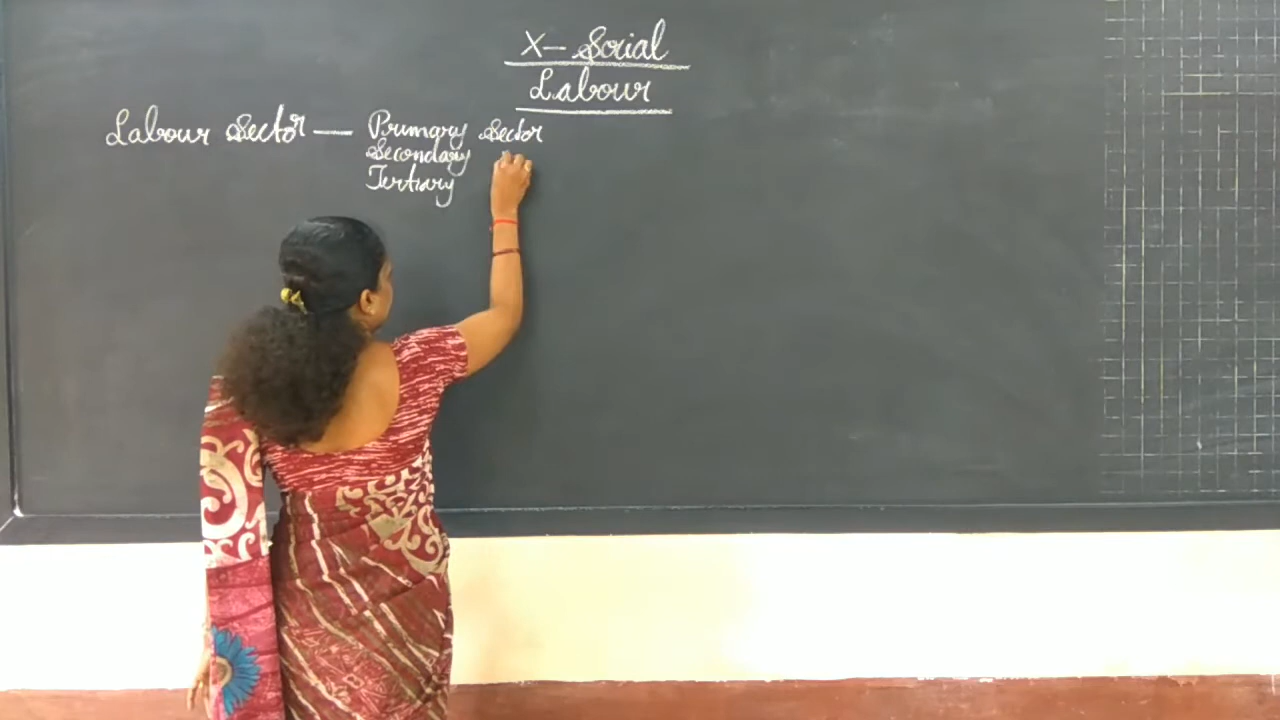 X- Social
Labour
Labour Sector — Primary Sector
Secondary
Tertiary